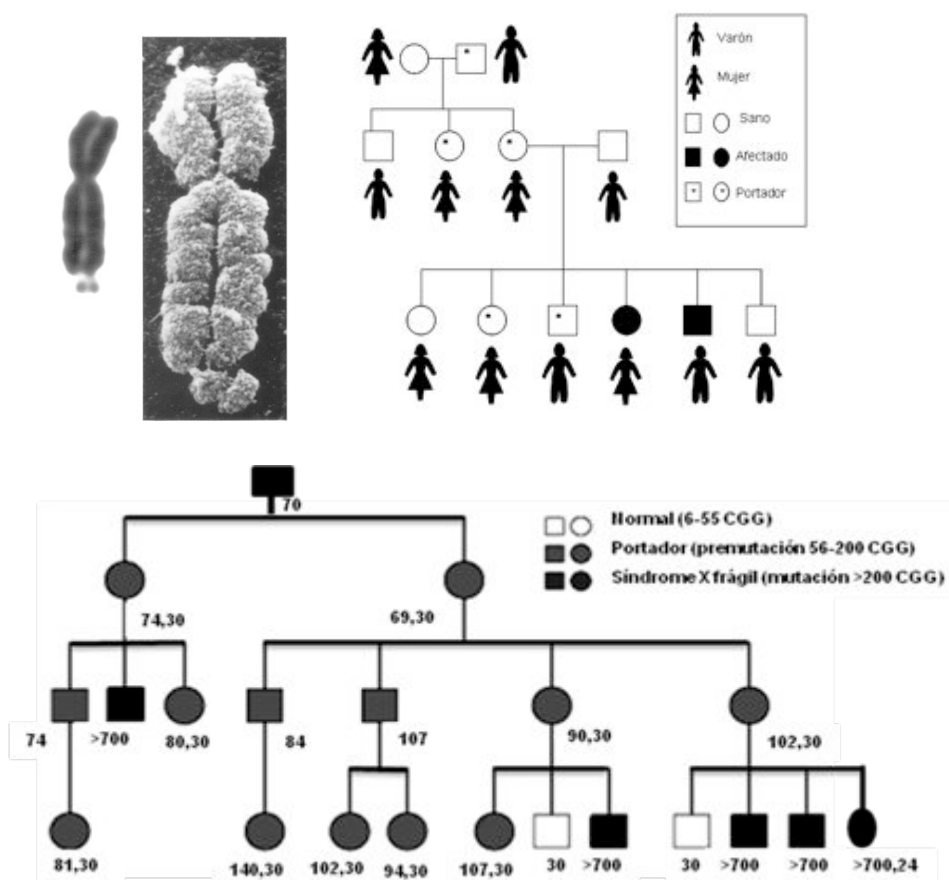 Varón
Mujer
Sano
Afectado
Portador
70
Normal (6-55 CGG)
Portador (premutación 56-200 CGG)
Síndrome X frágil (mutación >200 CGG)
74,30
69,30
74
>700
80,30
84
107
90,30
102,30
81,30
140,30
102,30
94,30
107,30
30
>700
30
>700
>700
>700,24